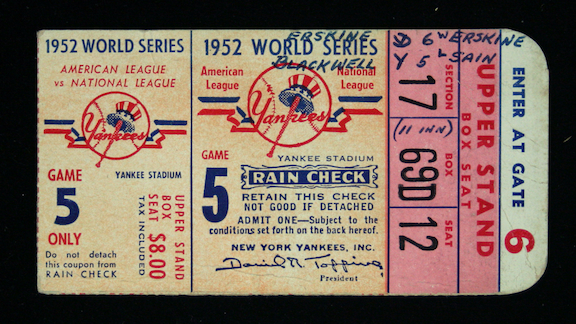 1952 WORLD SERIES
AMERICAN LEAGUE
vs NATIONAL LEAGUE
Yankees
YANKEE STADIUM
GAME
5
ONLY
Do not detach
this coupon from
RAIN CHECK
UPPER STAND
BOX
SEAT $8.00
TAX INCLUDED
ERSKINE
1952 WORLD SERIES
BLACKWELL
American
League
National
League
Yankees
YANKEE STADIUM
GAME
5
RAIN CHECK
RETAIN THIS CHECK
NOT GOOD IF DETACHED
ADMIT ONE—Subject to the
conditions set forth on the back hereof.
NEW YORK YANKEES, INC.
Daniel R. Topping
President
D 6 W ERSKINE
Y 5 L SAIN
SECTION
17
(11 INN)
BOX
69D
SEAT
12
UPPER STAND
BOX SEAT
ENTER AT GATE
6